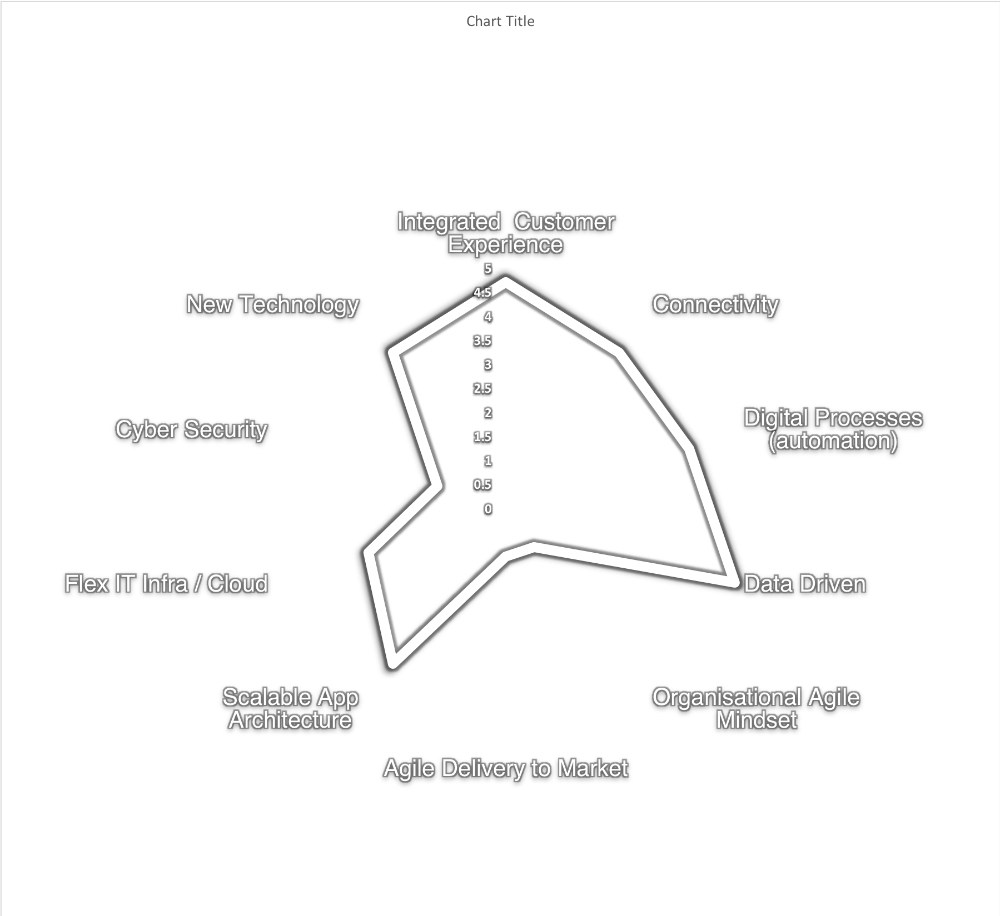 Chart Title
Integrated  Customer
Experience
5
4.5
4
3.5
3
2.5
2
1.5
1
0.5
0
New Technology
Connectivity
Cyber Security
Digital Processes
(automation)
Flex IT Infra / Cloud
Data Driven
Scalable App
Architecture
Organisational Agile
Mindset
Agile Delivery to Market